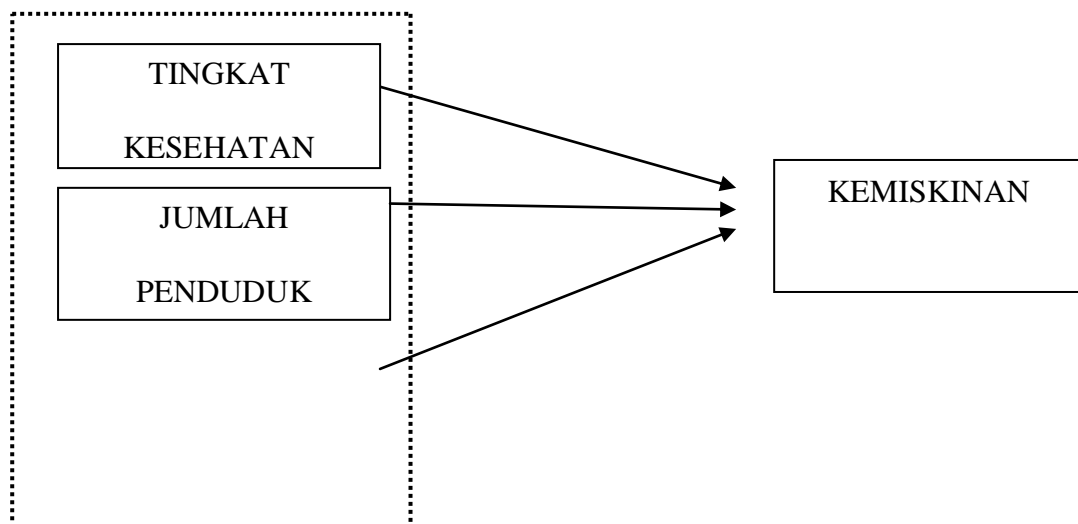 TINGKAT
KESEHATAN
JUMLAH
PENDUDUK
KEMISKINAN